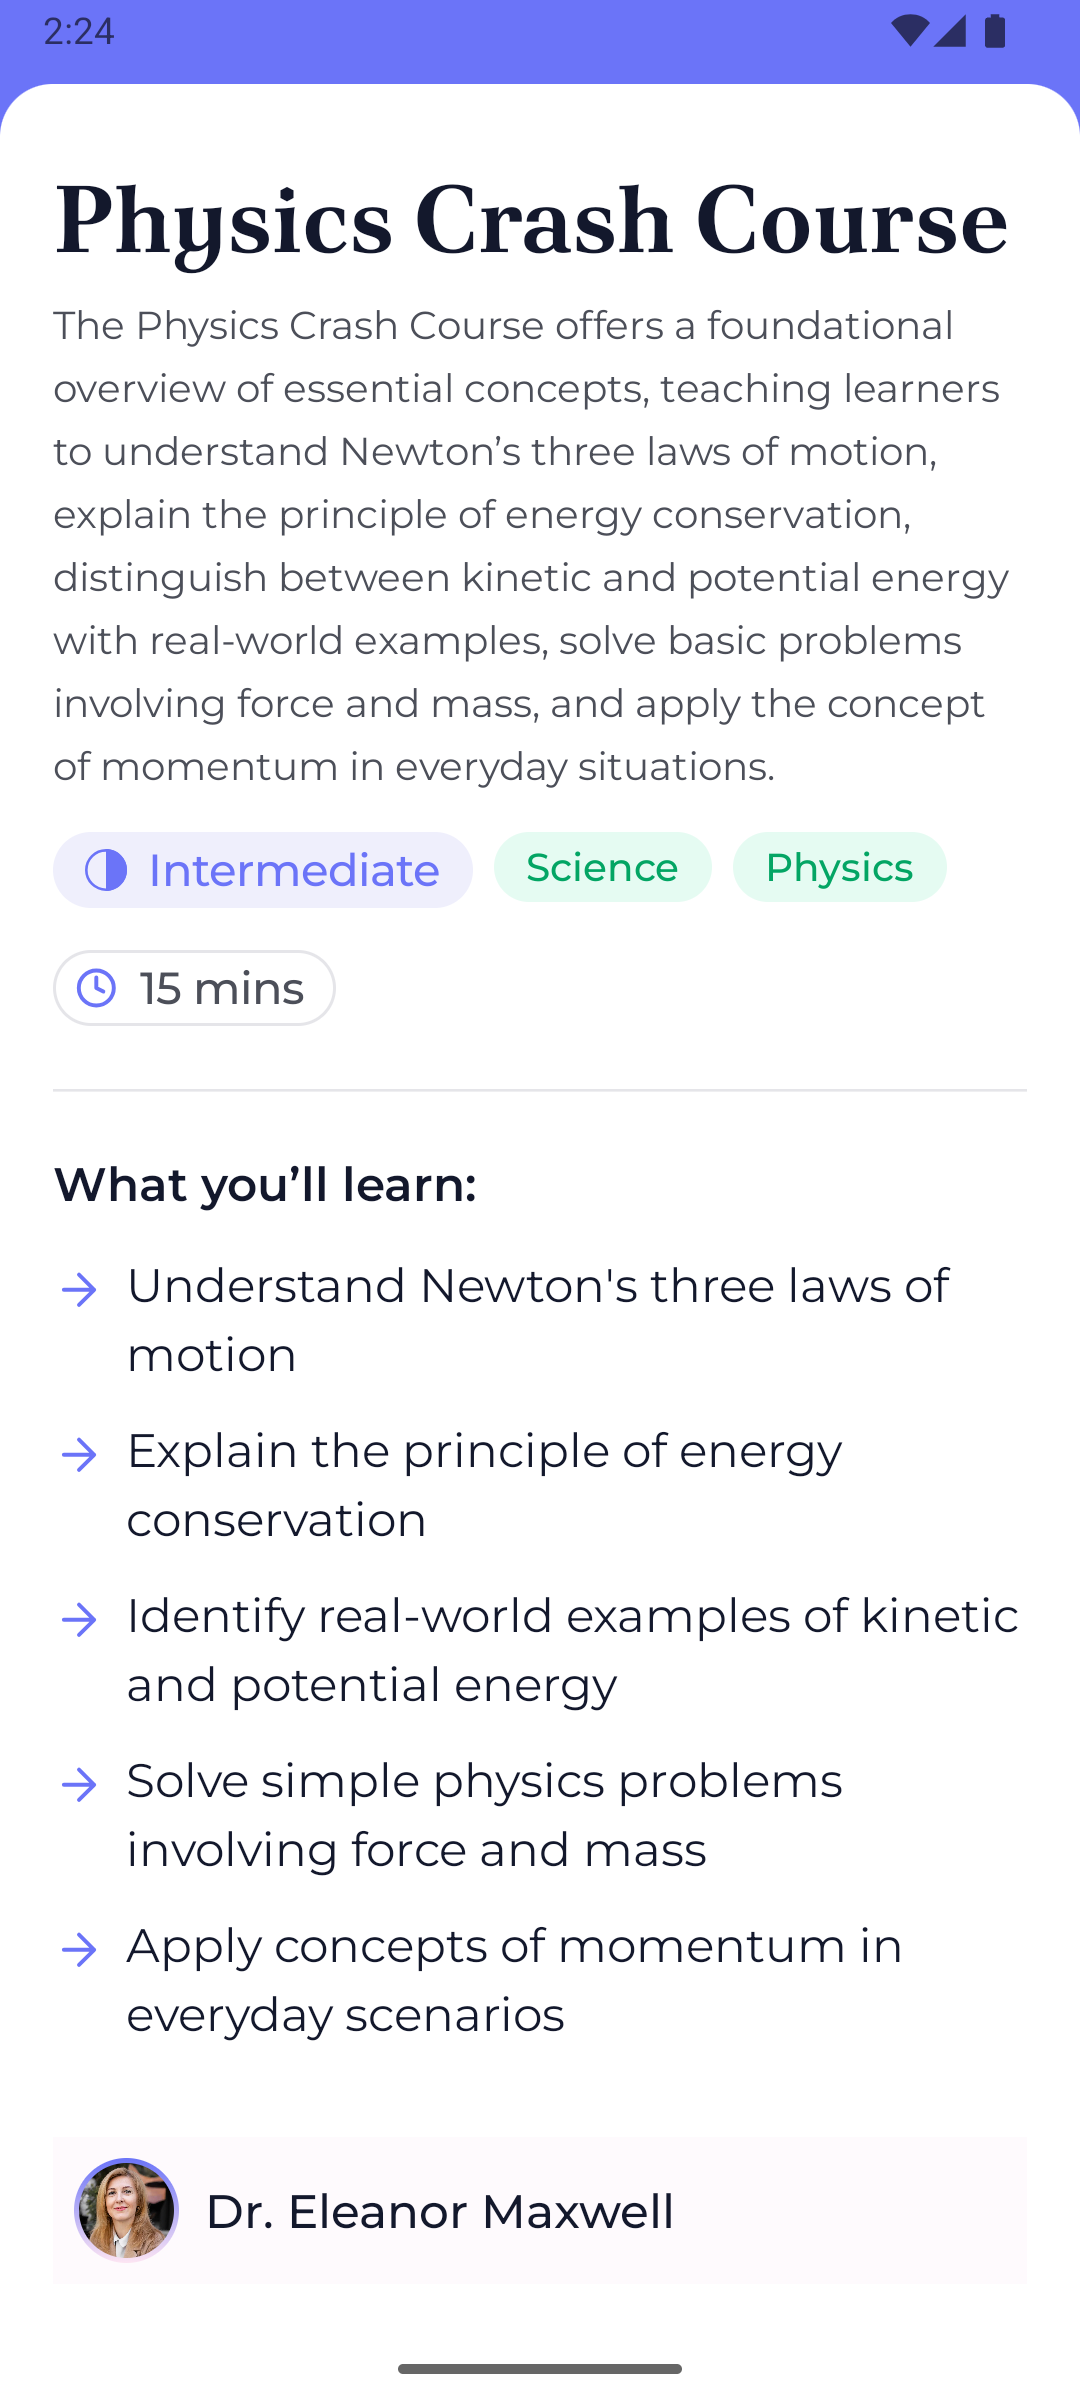 2:24
Physics Crash Course
The Physics Crash Course offers a foundational
overview of essential concepts, teaching learners
to understand Newton’s three laws of motion,
explain the principle of energy conservation,
distinguish between kinetic and potential energy
with real-world examples, solve basic problems
involving force and mass, and apply the concept
of momentum in everyday situations.
Intermediate Science Physics
15 mins
What you’ll learn:
Understand Newton's three laws of
motion
Explain the principle of energy
conservation
Identify real-world examples of kinetic
and potential energy
Solve simple physics problems
involving force and mass
Apply concepts of momentum in
everyday scenarios
Dr. Eleanor Maxwell